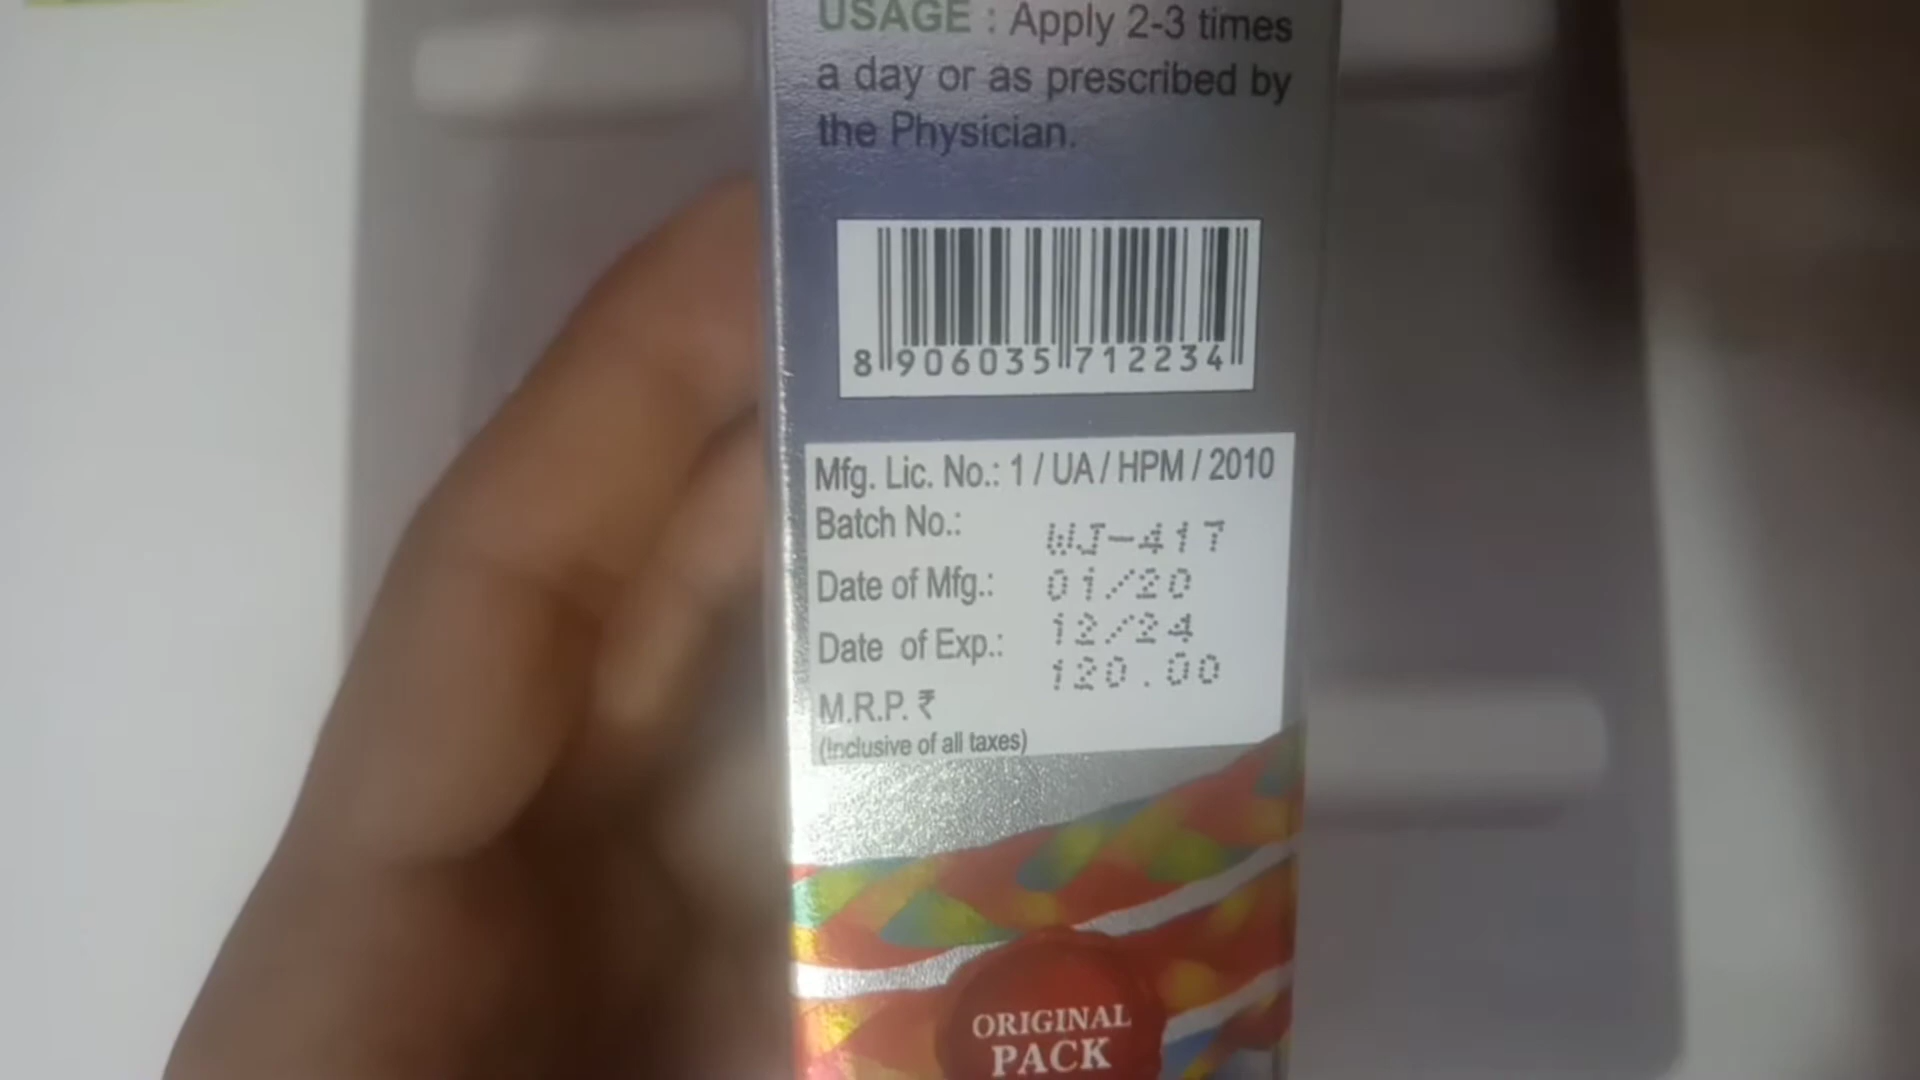 USAGE : Apply 2-3 times
a day or as prescribed by
the Physician.
8 906035 712234
Mfg. Lic. No.: 1 / UA / HPM / 2010
Batch No.: WJ-417
Date of Mfg.: 01/20
Date of Exp.: 12/24
M.R.P. ₹ 120.00
(Inclusive of all taxes)
ORIGINAL
PACK